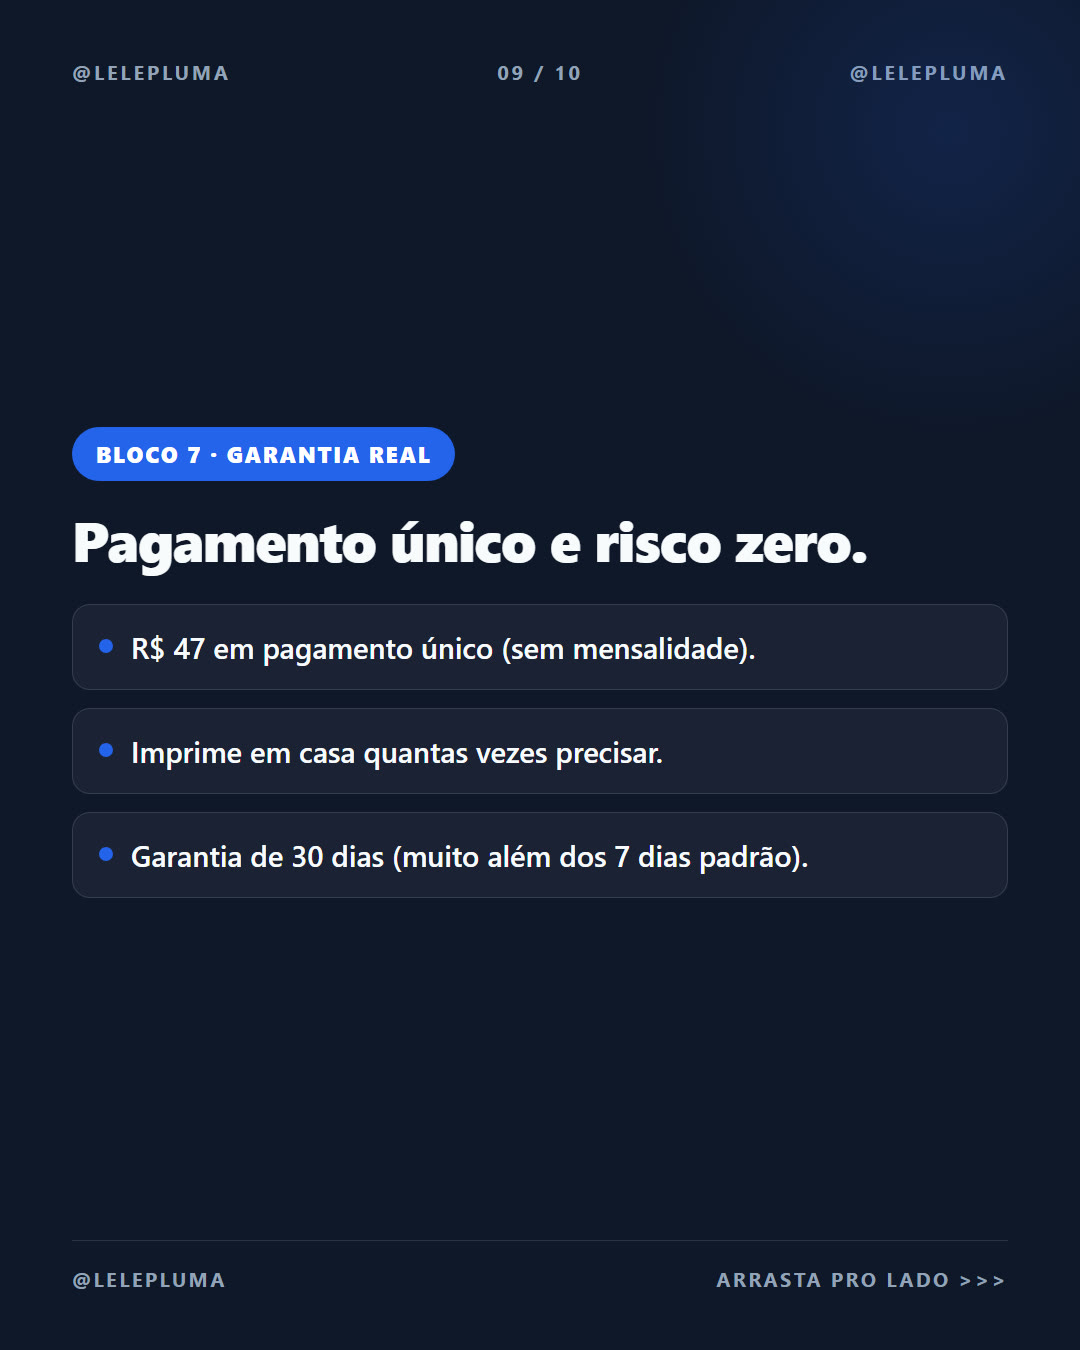 @LELEPLUMA
09 / 10
@LELEPLUMA
BLOCO 7 · GARANTIA REAL
Pagamento único e risco zero.
R$ 47 em pagamento único (sem mensalidade).
Imprime em casa quantas vezes precisar.
Garantia de 30 dias (muito além dos 7 dias padrão).
@LELEPLUMA
ARRASTA PRO LADO >>>